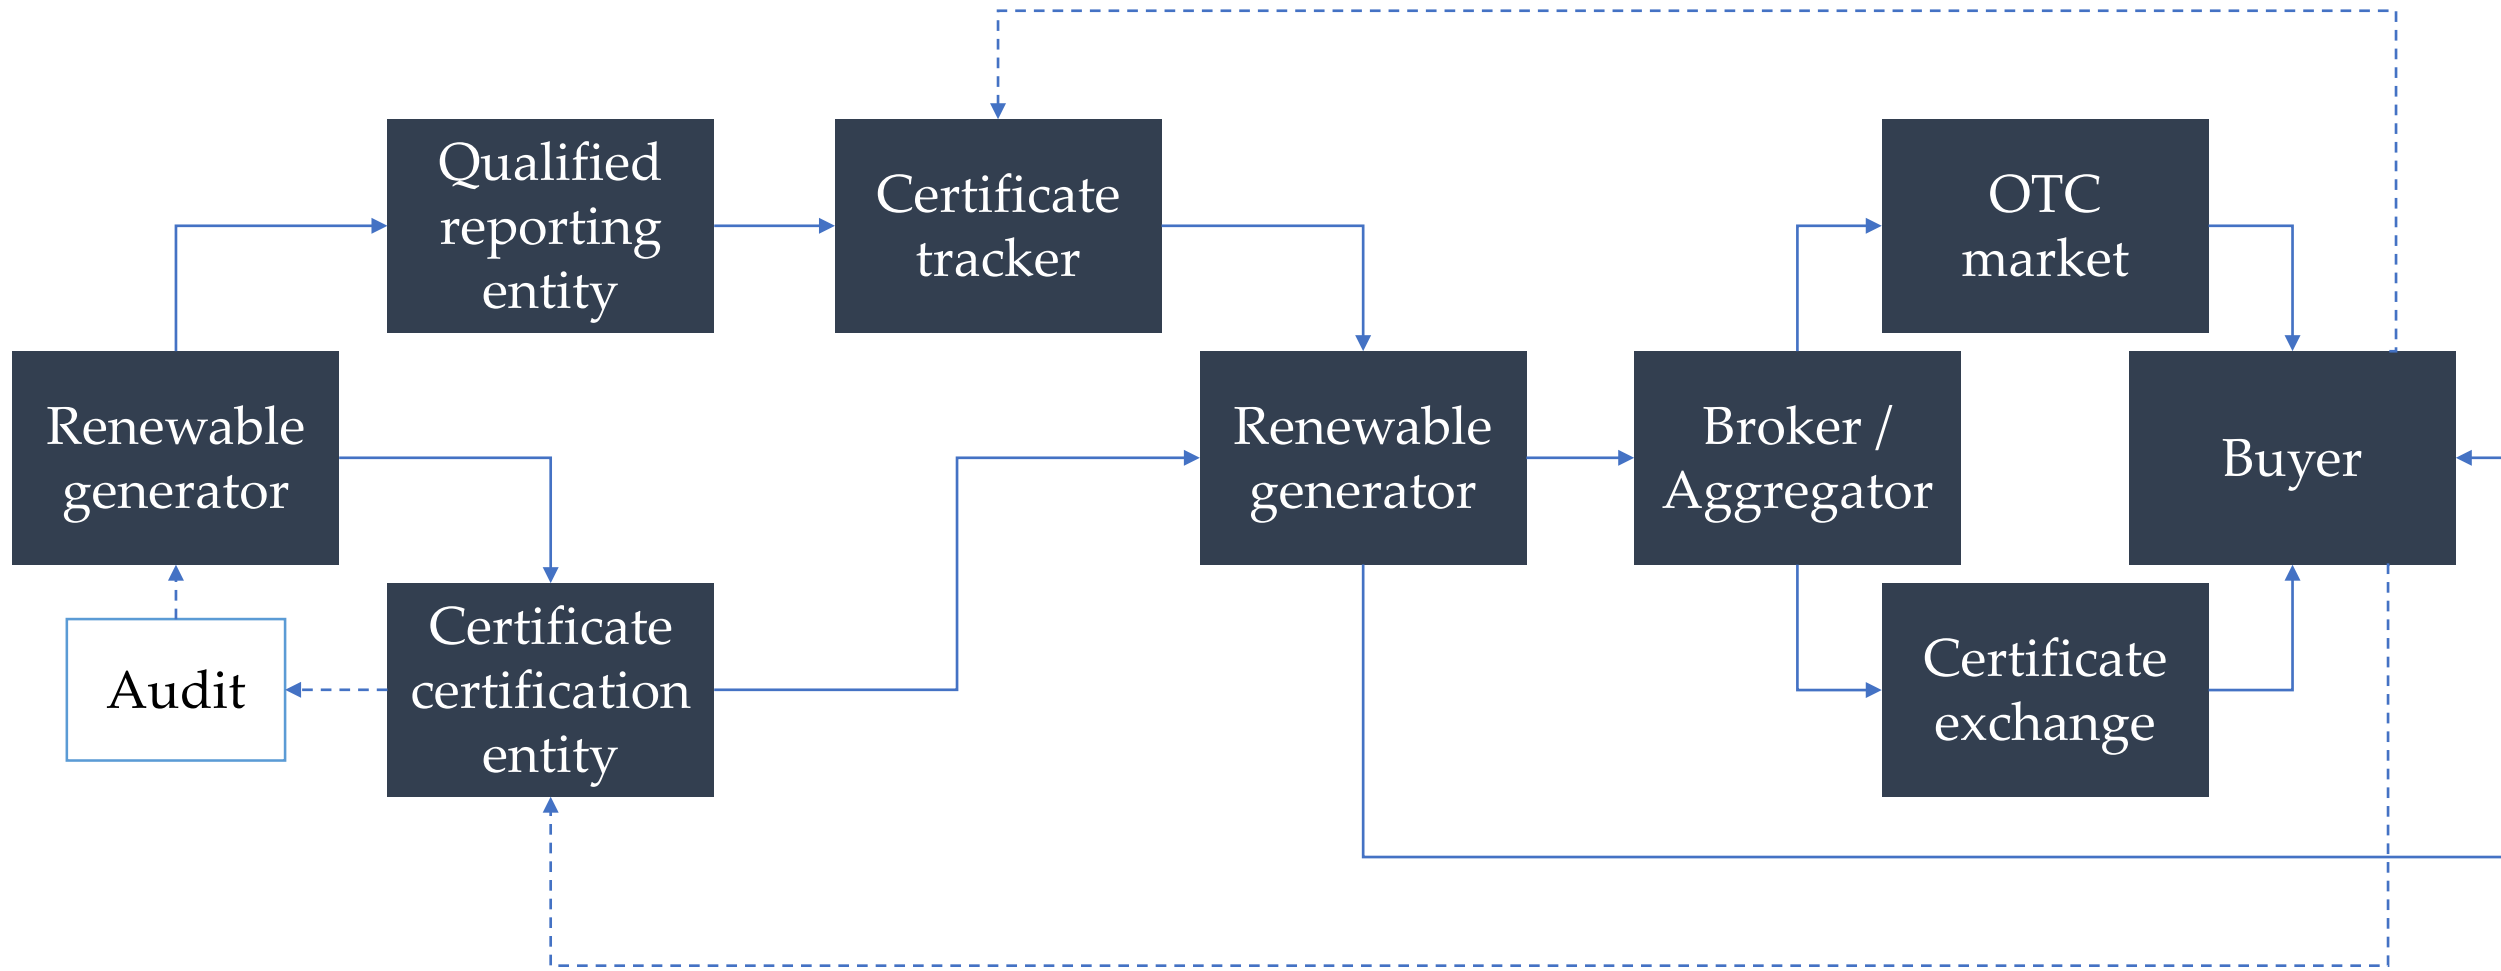 Qualified
reporting
entity
Certificate
tracker
OTC
market
Renewable
generator
Renewable
generator
Broker /
Aggregator
Buyer
Audit
Certificate
certification
entity
Certificate
exchange